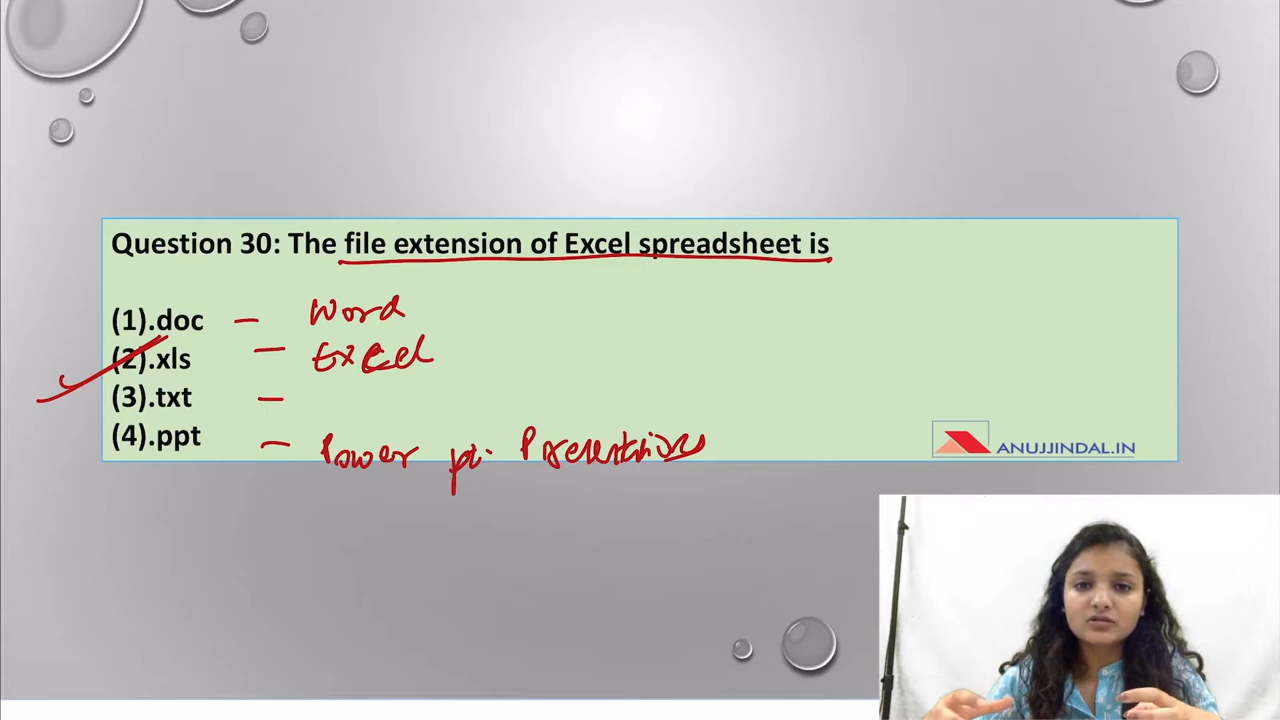 Question 30: The file extension of Excel spreadsheet is
(1).doc – Word
(2).xls – Excel
(3).txt –
(4).ppt – Power pt. Presentations
ANUJJINDAL.IN